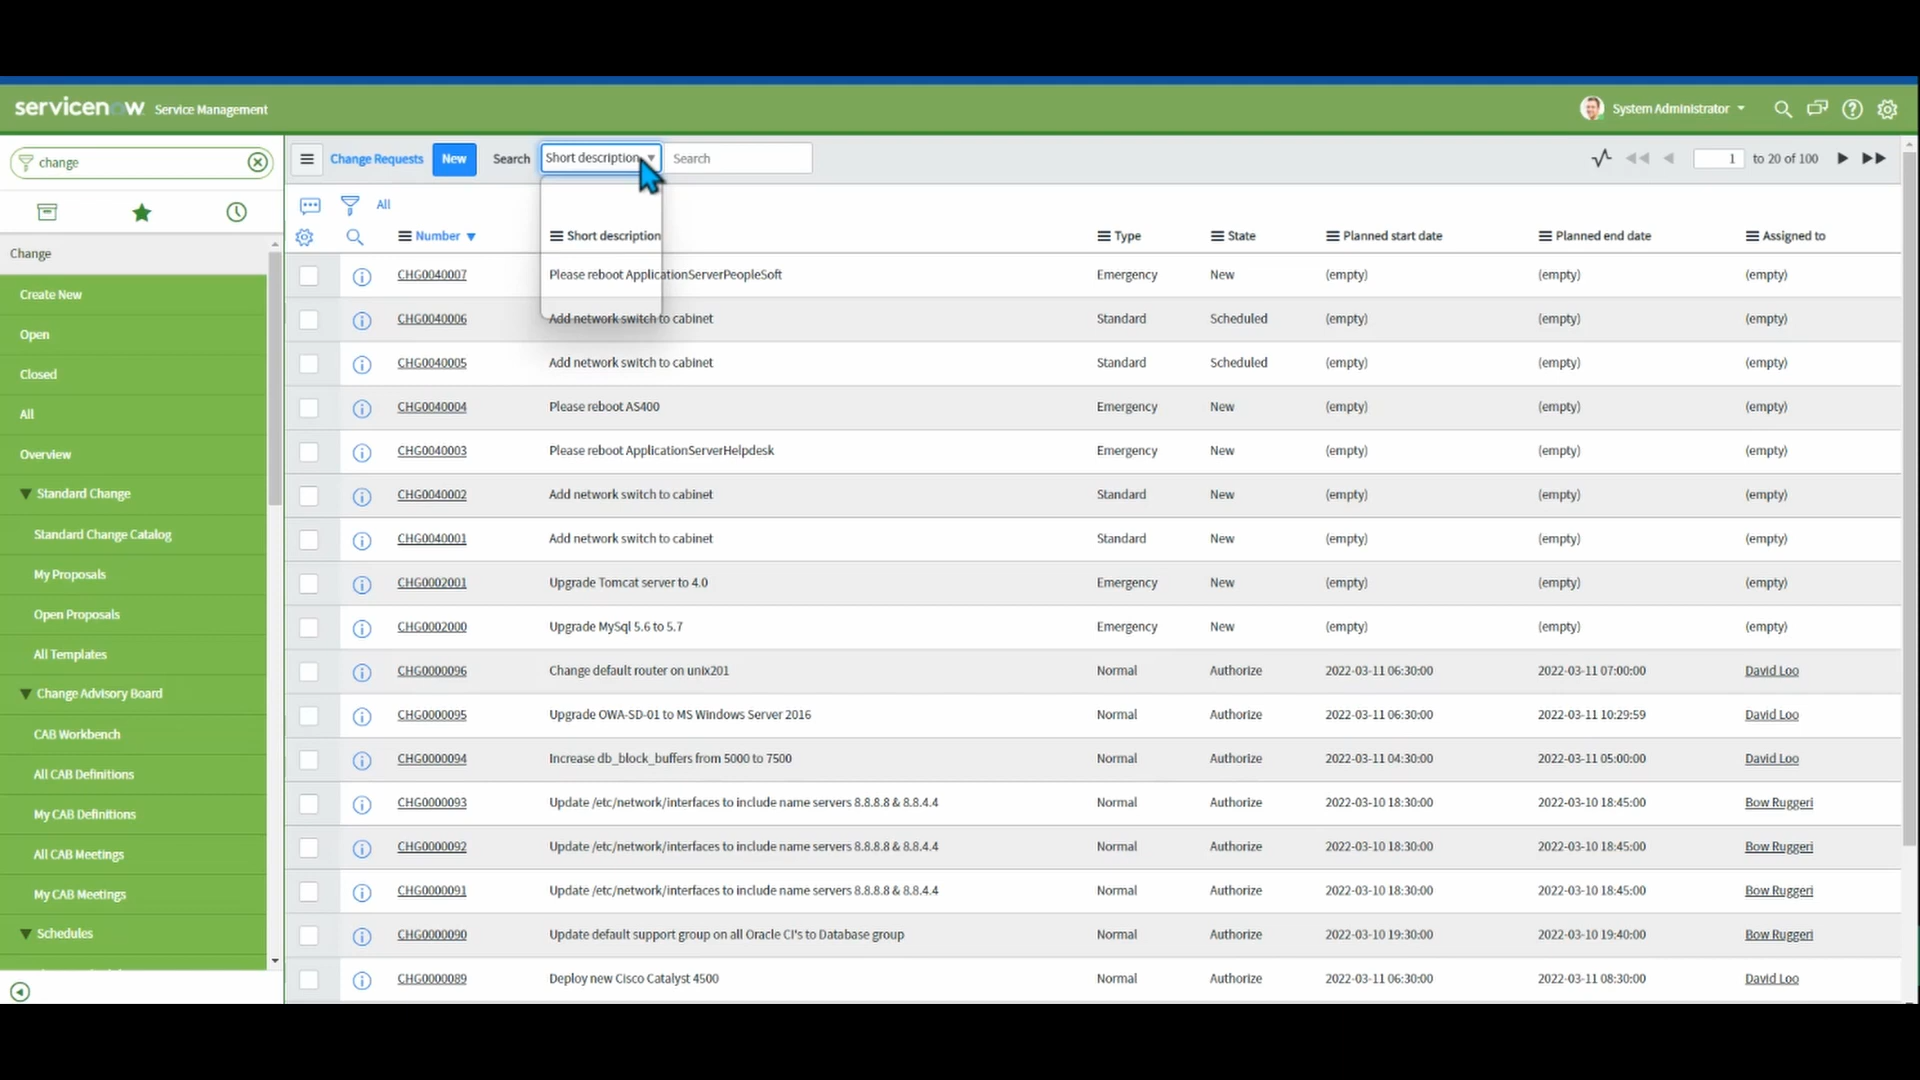 servicenow Service Management System Administrator
change
Change Requests New Search Short description Search 1 to 20 of 100
All
Number Short description Type State Planned start date Planned end date Assigned to
Change
Create New
Open
Closed
All
Overview
Standard Change
Standard Change Catalog
My Proposals
Open Proposals
All Templates
Change Advisory Board
CAB Workbench
All CAB Definitions
My CAB Definitions
All CAB Meetings
My CAB Meetings
Schedules
CHG0040007 Please reboot ApplicationServerPeopleSoft Emergency New (empty) (empty) (empty)
CHG0040006 Add network switch to cabinet Standard Scheduled (empty) (empty) (empty)
CHG0040005 Add network switch to cabinet Standard Scheduled (empty) (empty) (empty)
CHG0040004 Please reboot AS400 Emergency New (empty) (empty) (empty)
CHG0040003 Please reboot ApplicationServerHelpdesk Emergency New (empty) (empty) (empty)
CHG0040002 Add network switch to cabinet Standard New (empty) (empty) (empty)
CHG0040001 Add network switch to cabinet Standard New (empty) (empty) (empty)
CHG0002001 Upgrade Tomcat server to 4.0 Emergency New (empty) (empty) (empty)
CHG0002000 Upgrade MySql 5.6 to 5.7 Emergency New (empty) (empty) (empty)
CHG0000096 Change default router on unix201 Normal Authorize 2022-03-11 06:30:00 2022-03-11 07:00:00 David Loo
CHG0000095 Upgrade OWA-SD-01 to MS Windows Server 2016 Normal Authorize 2022-03-11 06:30:00 2022-03-11 10:29:59 David Loo
CHG0000094 Increase db_block_buffers from 5000 to 7500 Normal Authorize 2022-03-11 04:30:00 2022-03-11 05:00:00 David Loo
CHG0000093 Update /etc/network/interfaces to include name servers 8.8.8.8 & 8.8.4.4 Normal Authorize 2022-03-10 18:30:00 2022-03-10 18:45:00 Bow Ruggeri
CHG0000092 Update /etc/network/interfaces to include name servers 8.8.8.8 & 8.8.4.4 Normal Authorize 2022-03-10 18:30:00 2022-03-10 18:45:00 Bow Ruggeri
CHG0000091 Update /etc/network/interfaces to include name servers 8.8.8.8 & 8.8.4.4 Normal Authorize 2022-03-10 18:30:00 2022-03-10 18:45:00 Bow Ruggeri
CHG0000090 Update default support group on all Oracle CI's to Database group Normal Authorize 2022-03-10 19:30:00 2022-03-10 19:40:00 Bow Ruggeri
CHG0000089 Deploy new Cisco Catalyst 4500 Normal Authorize 2022-03-11 06:30:00 2022-03-11 08:30:00 David Loo